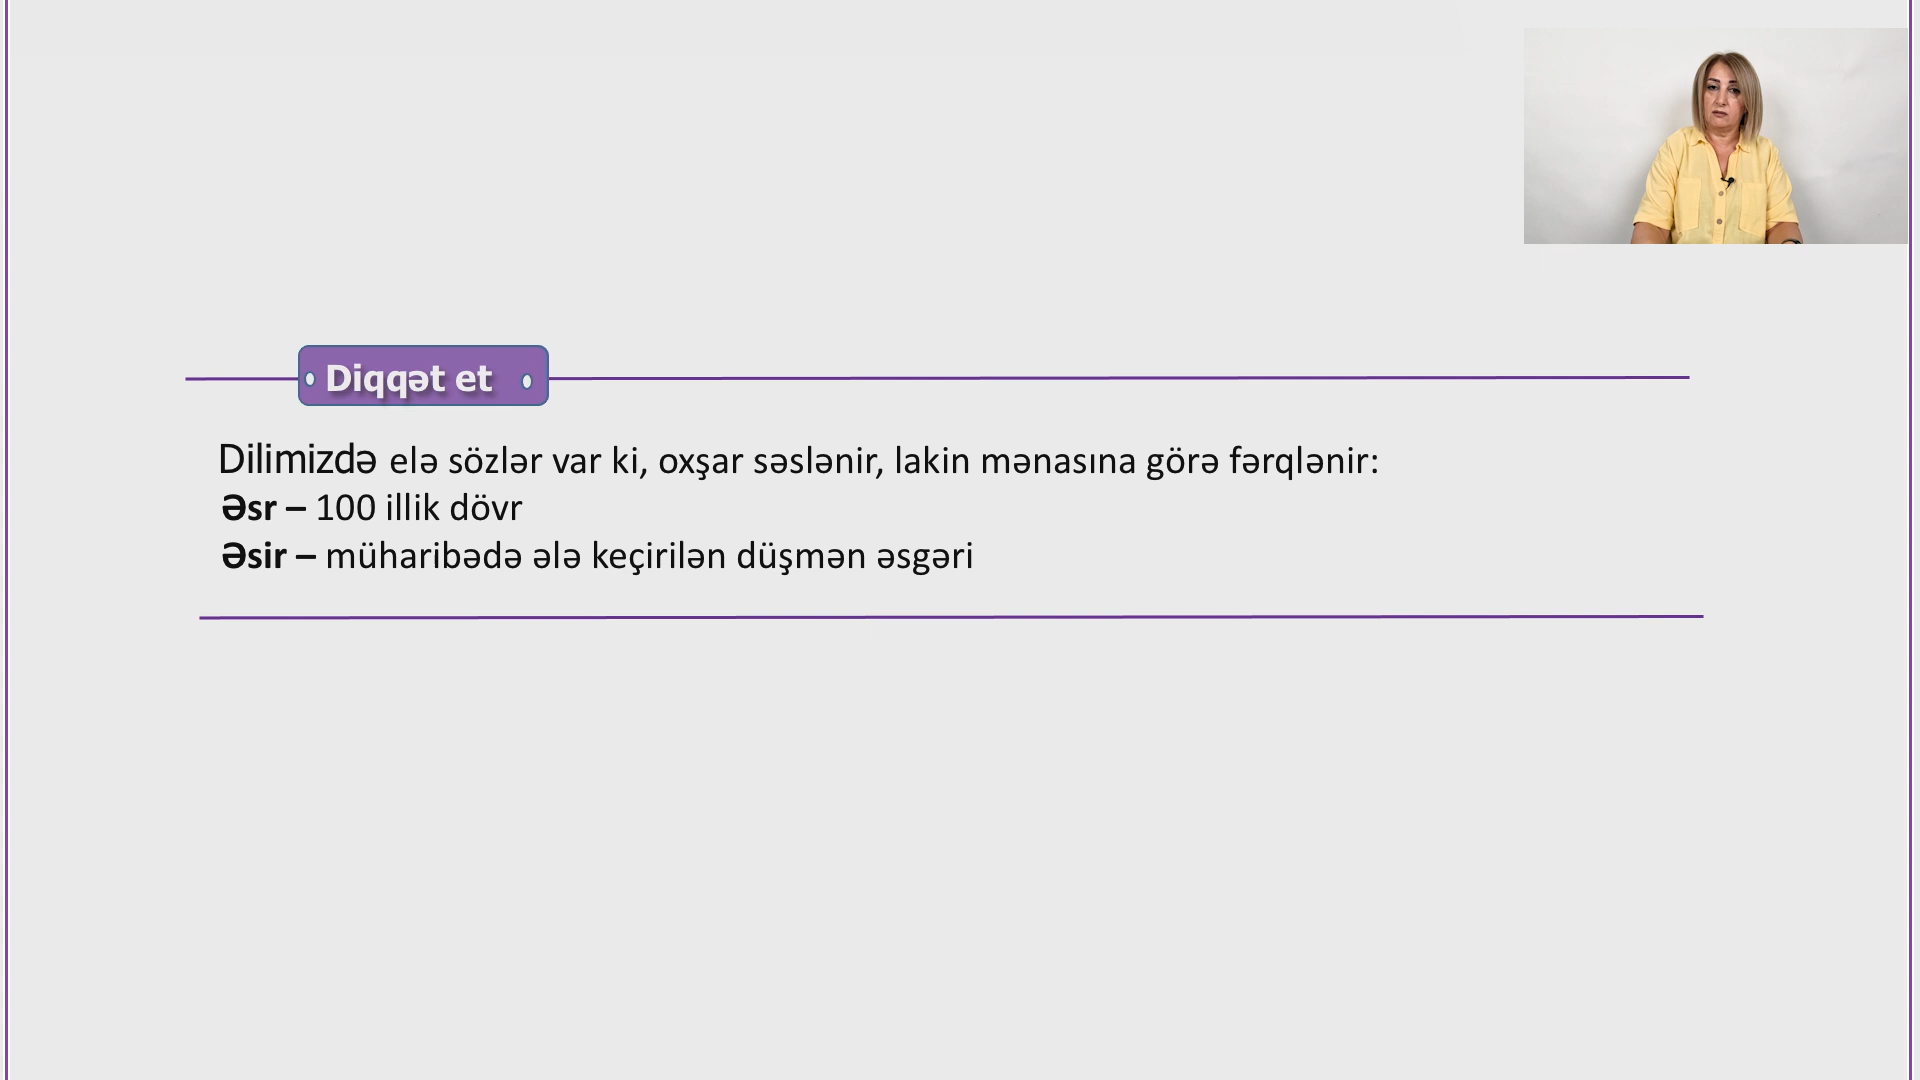 Diqqət et
Dilimizdə elə sözlər var ki, oxşar səslənir, lakin mənasına görə fərqlənir:
Əsr – 100 illik dövr
Əsir – müharibədə ələ keçirilən düşmən əsgəri